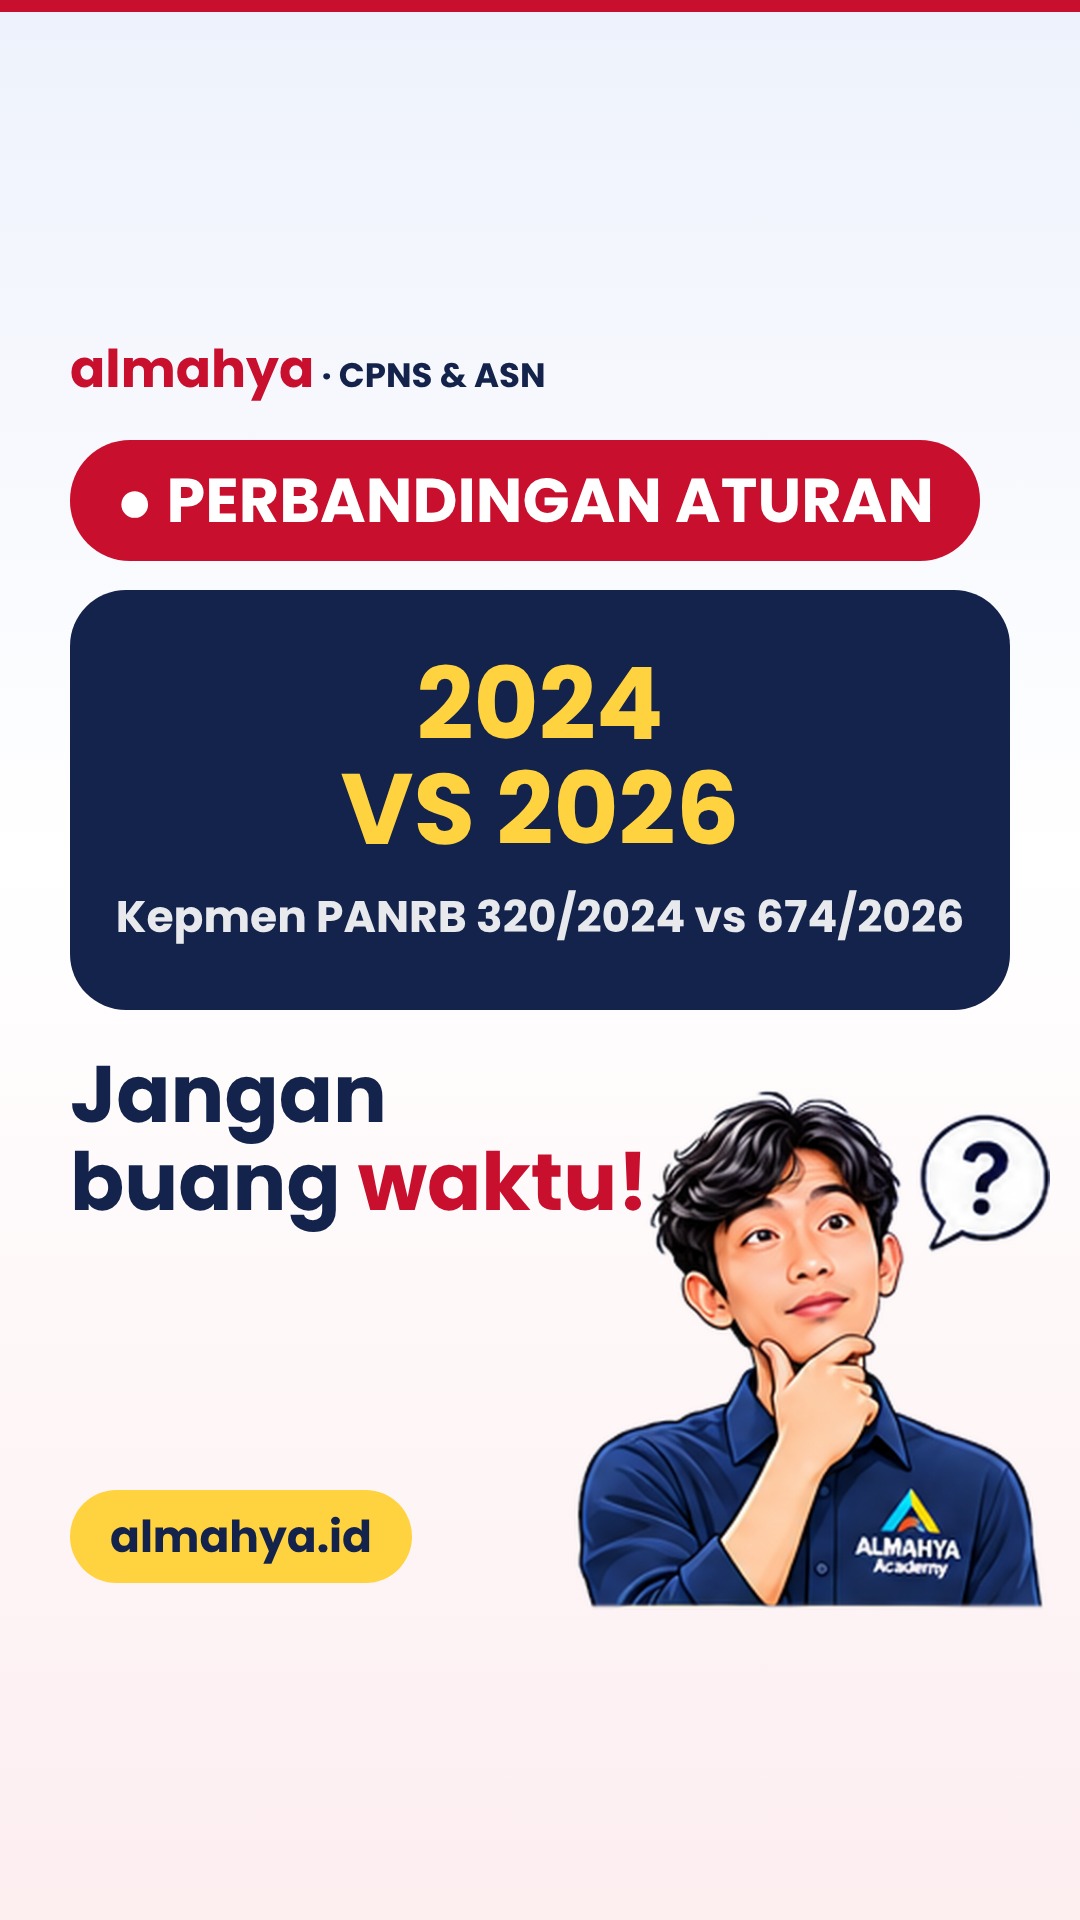 almahya · CPNS & ASN
● PERBANDINGAN ATURAN
2024
VS 2026
Kepmen PANRB 320/2024 vs 674/2026
Jangan
buang waktu!
?
ALMAHYA
Academy
almahya.id